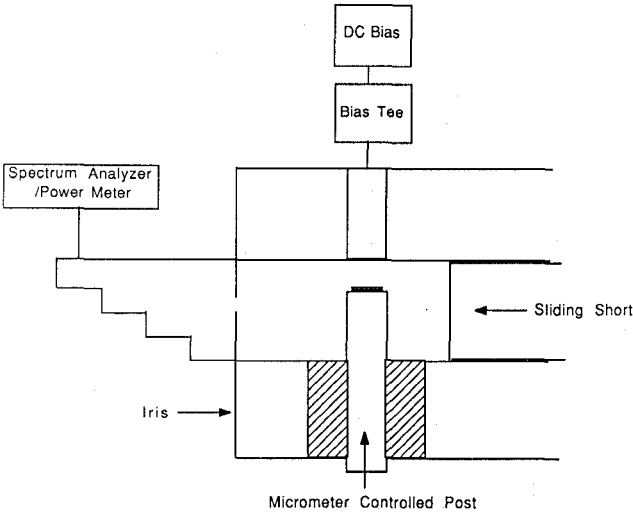 DC Bias
Bias Tee
Spectrum Analyzer
/Power Meter
Sliding Short
Iris
Micrometer Controlled Post